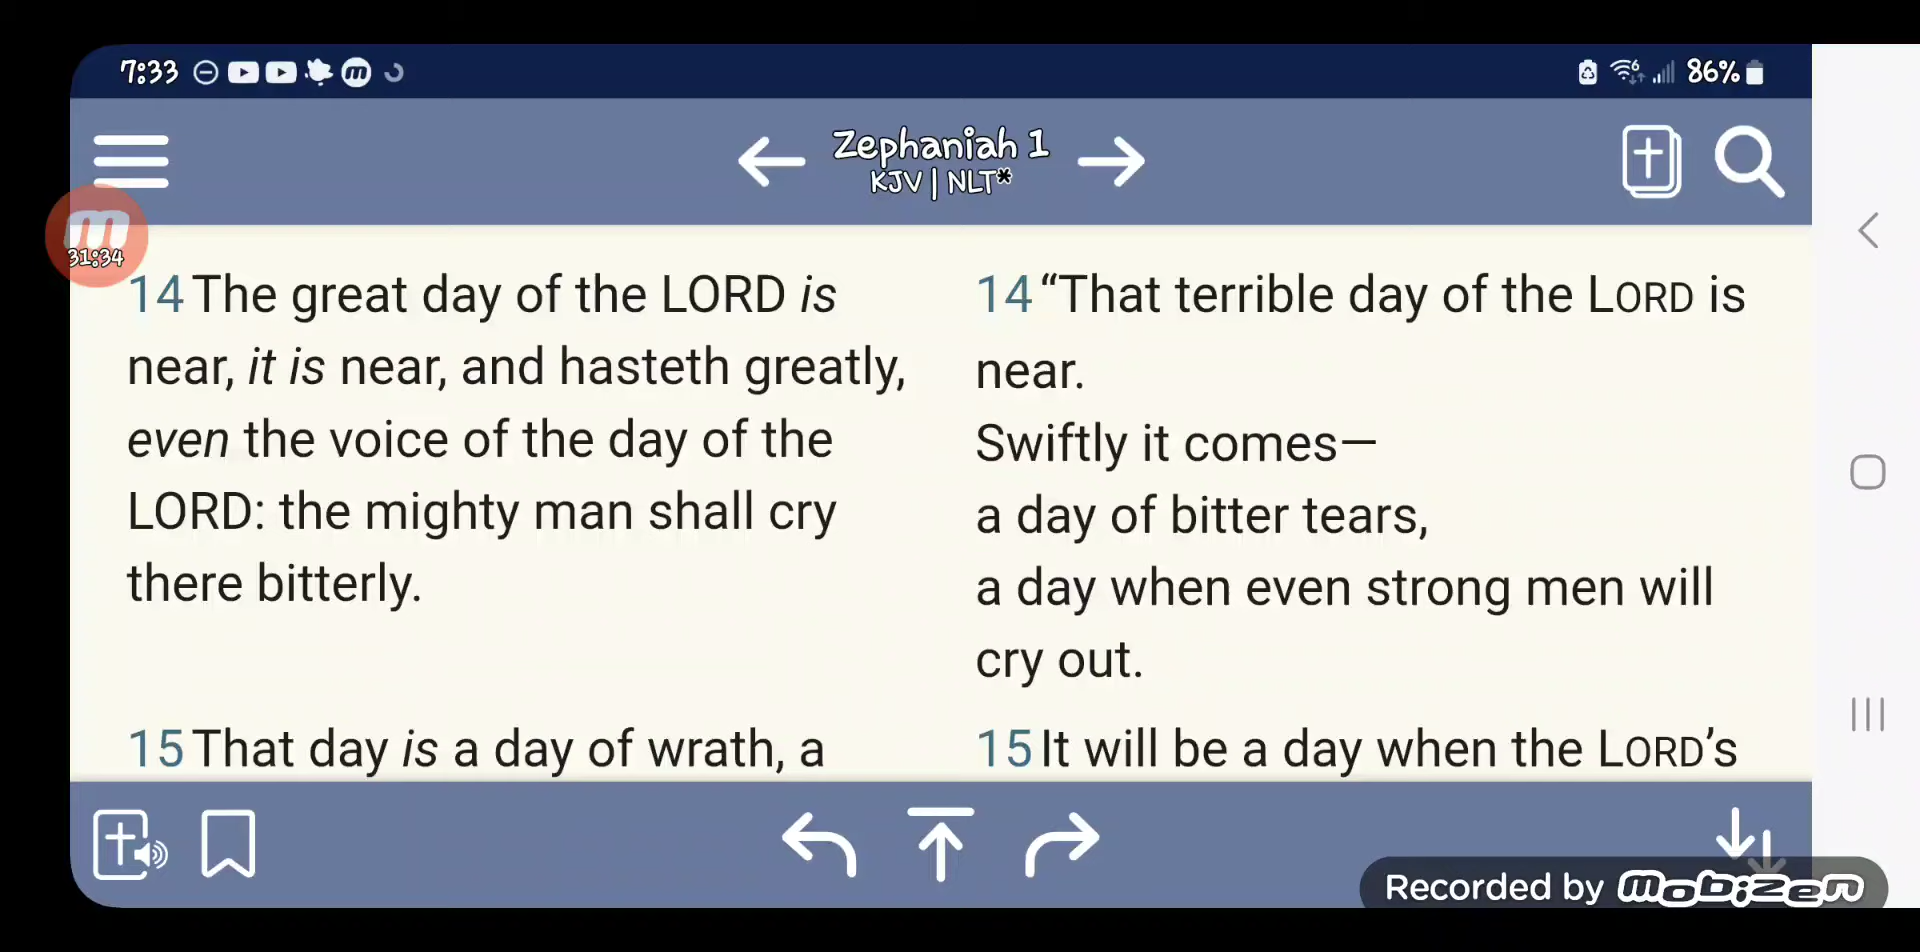 7:33
86%
Zephaniah 1
KJV | NLT*
31:34
14 The great day of the LORD is
near, it is near, and hasteth greatly,
even the voice of the day of the
LORD: the mighty man shall cry
there bitterly.
15 That day is a day of wrath, a
14 “That terrible day of the LORD is
near.
Swiftly it comes—
a day of bitter tears,
a day when even strong men will
cry out.
15 It will be a day when the LORD’s
Recorded by Mobizen